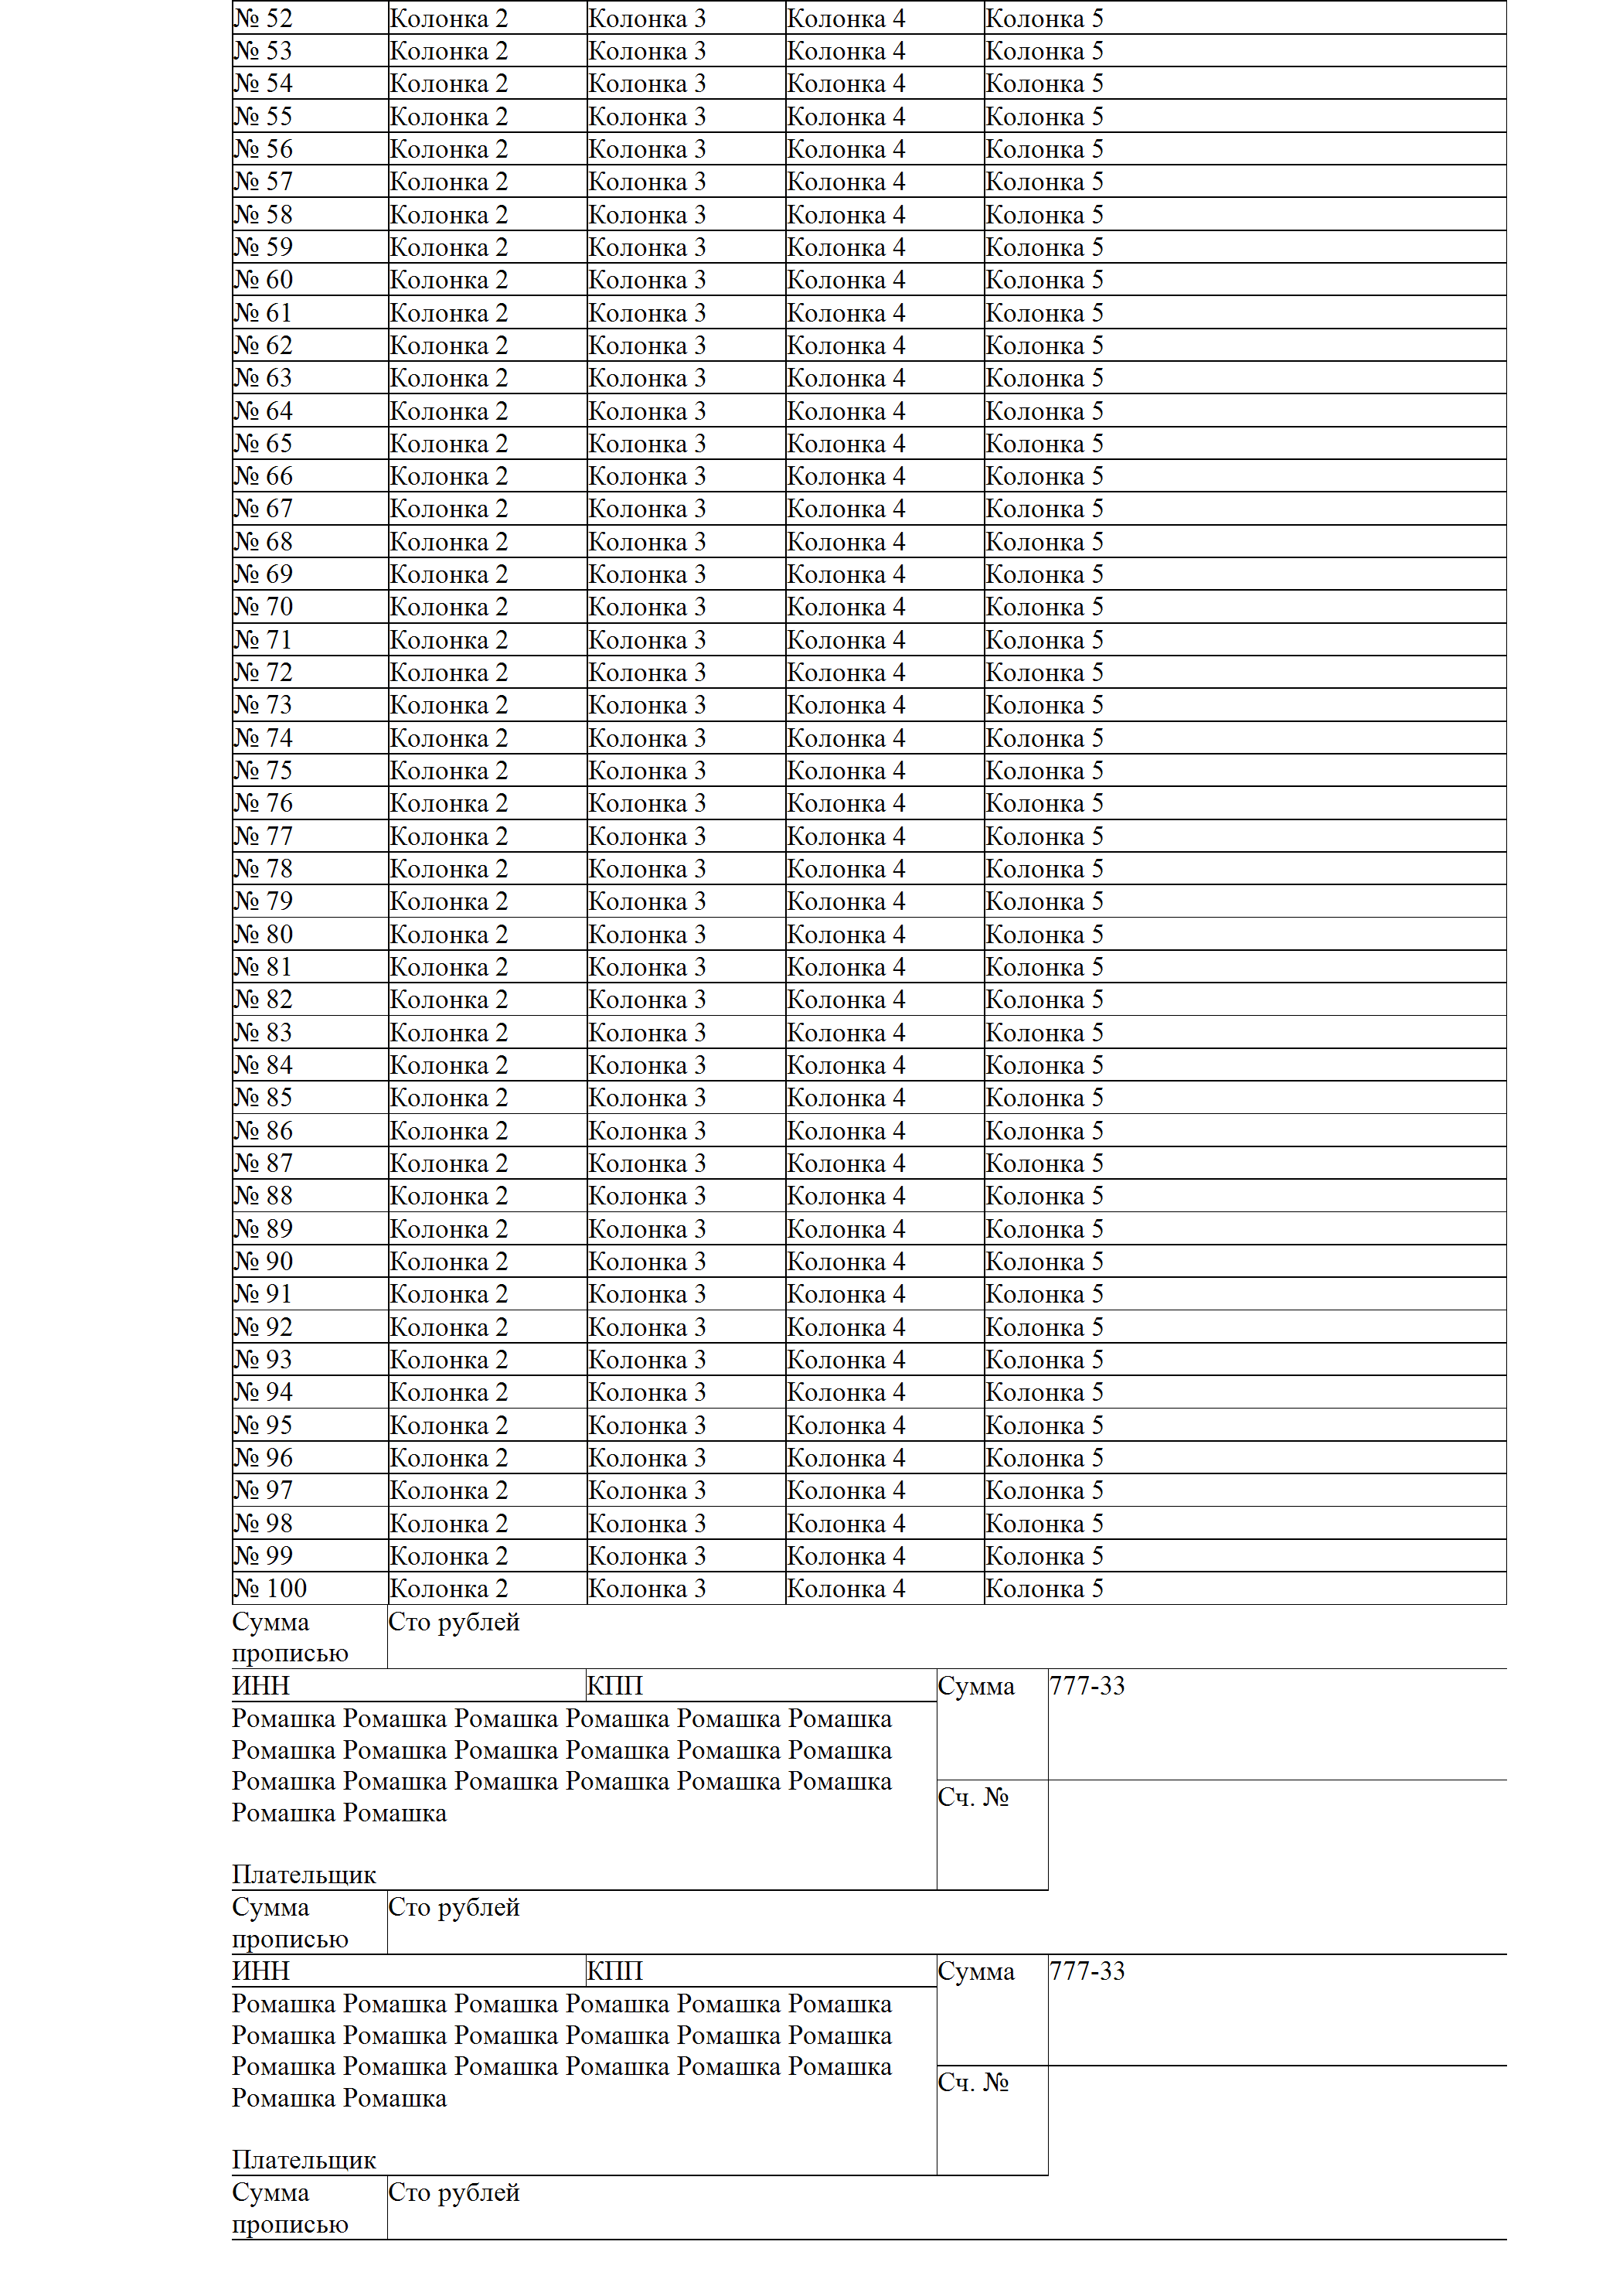 № 52 Колонка 2 Колонка 3 Колонка 4 Колонка 5
№ 53 Колонка 2 Колонка 3 Колонка 4 Колонка 5
№ 54 Колонка 2 Колонка 3 Колонка 4 Колонка 5
№ 55 Колонка 2 Колонка 3 Колонка 4 Колонка 5
№ 56 Колонка 2 Колонка 3 Колонка 4 Колонка 5
№ 57 Колонка 2 Колонка 3 Колонка 4 Колонка 5
№ 58 Колонка 2 Колонка 3 Колонка 4 Колонка 5
№ 59 Колонка 2 Колонка 3 Колонка 4 Колонка 5
№ 60 Колонка 2 Колонка 3 Колонка 4 Колонка 5
№ 61 Колонка 2 Колонка 3 Колонка 4 Колонка 5
№ 62 Колонка 2 Колонка 3 Колонка 4 Колонка 5
№ 63 Колонка 2 Колонка 3 Колонка 4 Колонка 5
№ 64 Колонка 2 Колонка 3 Колонка 4 Колонка 5
№ 65 Колонка 2 Колонка 3 Колонка 4 Колонка 5
№ 66 Колонка 2 Колонка 3 Колонка 4 Колонка 5
№ 67 Колонка 2 Колонка 3 Колонка 4 Колонка 5
№ 68 Колонка 2 Колонка 3 Колонка 4 Колонка 5
№ 69 Колонка 2 Колонка 3 Колонка 4 Колонка 5
№ 70 Колонка 2 Колонка 3 Колонка 4 Колонка 5
№ 71 Колонка 2 Колонка 3 Колонка 4 Колонка 5
№ 72 Колонка 2 Колонка 3 Колонка 4 Колонка 5
№ 73 Колонка 2 Колонка 3 Колонка 4 Колонка 5
№ 74 Колонка 2 Колонка 3 Колонка 4 Колонка 5
№ 75 Колонка 2 Колонка 3 Колонка 4 Колонка 5
№ 76 Колонка 2 Колонка 3 Колонка 4 Колонка 5
№ 77 Колонка 2 Колонка 3 Колонка 4 Колонка 5
№ 78 Колонка 2 Колонка 3 Колонка 4 Колонка 5
№ 79 Колонка 2 Колонка 3 Колонка 4 Колонка 5
№ 80 Колонка 2 Колонка 3 Колонка 4 Колонка 5
№ 81 Колонка 2 Колонка 3 Колонка 4 Колонка 5
№ 82 Колонка 2 Колонка 3 Колонка 4 Колонка 5
№ 83 Колонка 2 Колонка 3 Колонка 4 Колонка 5
№ 84 Колонка 2 Колонка 3 Колонка 4 Колонка 5
№ 85 Колонка 2 Колонка 3 Колонка 4 Колонка 5
№ 86 Колонка 2 Колонка 3 Колонка 4 Колонка 5
№ 87 Колонка 2 Колонка 3 Колонка 4 Колонка 5
№ 88 Колонка 2 Колонка 3 Колонка 4 Колонка 5
№ 89 Колонка 2 Колонка 3 Колонка 4 Колонка 5
№ 90 Колонка 2 Колонка 3 Колонка 4 Колонка 5
№ 91 Колонка 2 Колонка 3 Колонка 4 Колонка 5
№ 92 Колонка 2 Колонка 3 Колонка 4 Колонка 5
№ 93 Колонка 2 Колонка 3 Колонка 4 Колонка 5
№ 94 Колонка 2 Колонка 3 Колонка 4 Колонка 5
№ 95 Колонка 2 Колонка 3 Колонка 4 Колонка 5
№ 96 Колонка 2 Колонка 3 Колонка 4 Колонка 5
№ 97 Колонка 2 Колонка 3 Колонка 4 Колонка 5
№ 98 Колонка 2 Колонка 3 Колонка 4 Колонка 5
№ 99 Колонка 2 Колонка 3 Колонка 4 Колонка 5
№ 100 Колонка 2 Колонка 3 Колонка 4 Колонка 5
Сумма Сто рублей
прописью
ИНН КПП Сумма 777-33
Ромашка Ромашка Ромашка Ромашка Ромашка Ромашка
Ромашка Ромашка Ромашка Ромашка Ромашка Ромашка
Ромашка Ромашка Ромашка Ромашка Ромашка Ромашка
Сч. №
Ромашка Ромашка
Плательщик
Сумма Сто рублей
прописью
ИНН КПП Сумма 777-33
Ромашка Ромашка Ромашка Ромашка Ромашка Ромашка
Ромашка Ромашка Ромашка Ромашка Ромашка Ромашка
Ромашка Ромашка Ромашка Ромашка Ромашка Ромашка
Сч. №
Ромашка Ромашка
Плательщик
Сумма Сто рублей
прописью